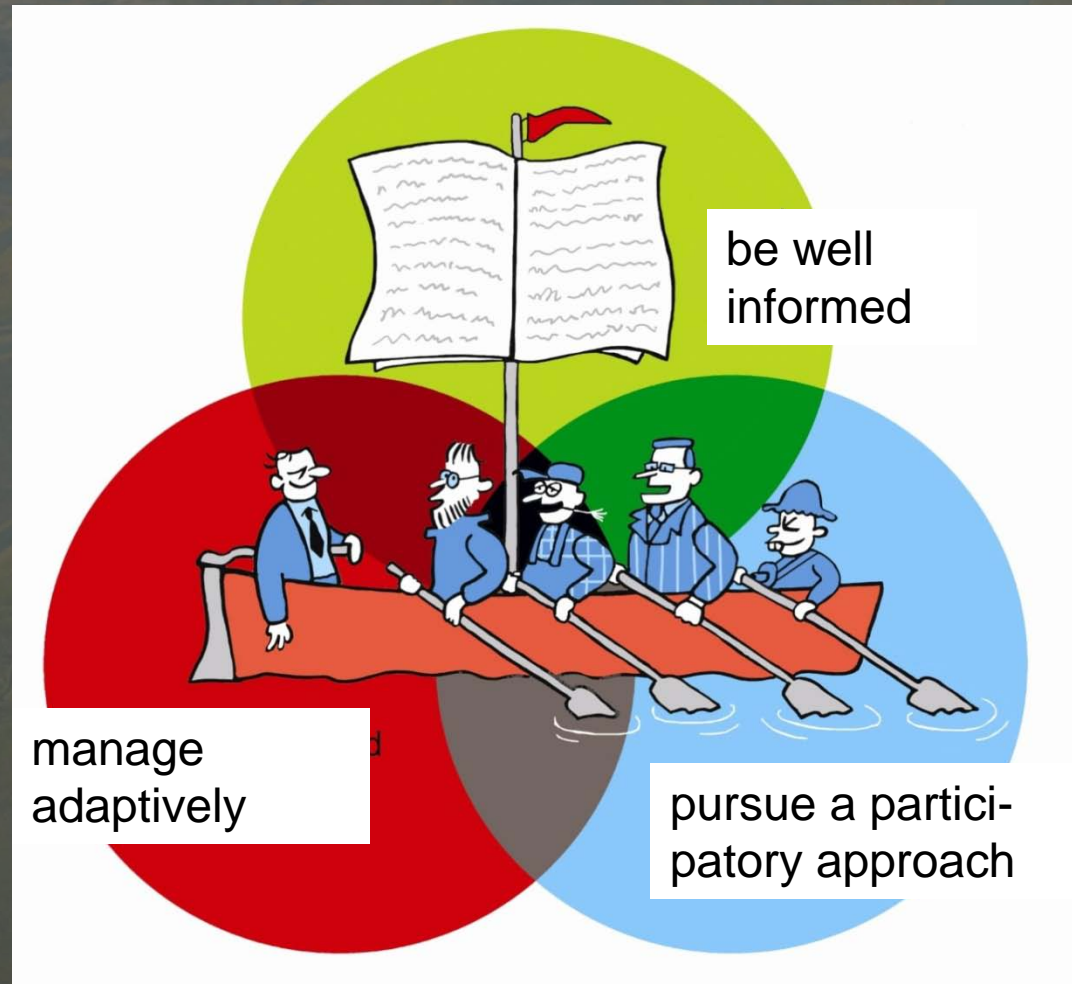 be well
informed
manage
adaptively
d
pursue a partici-
patory approach